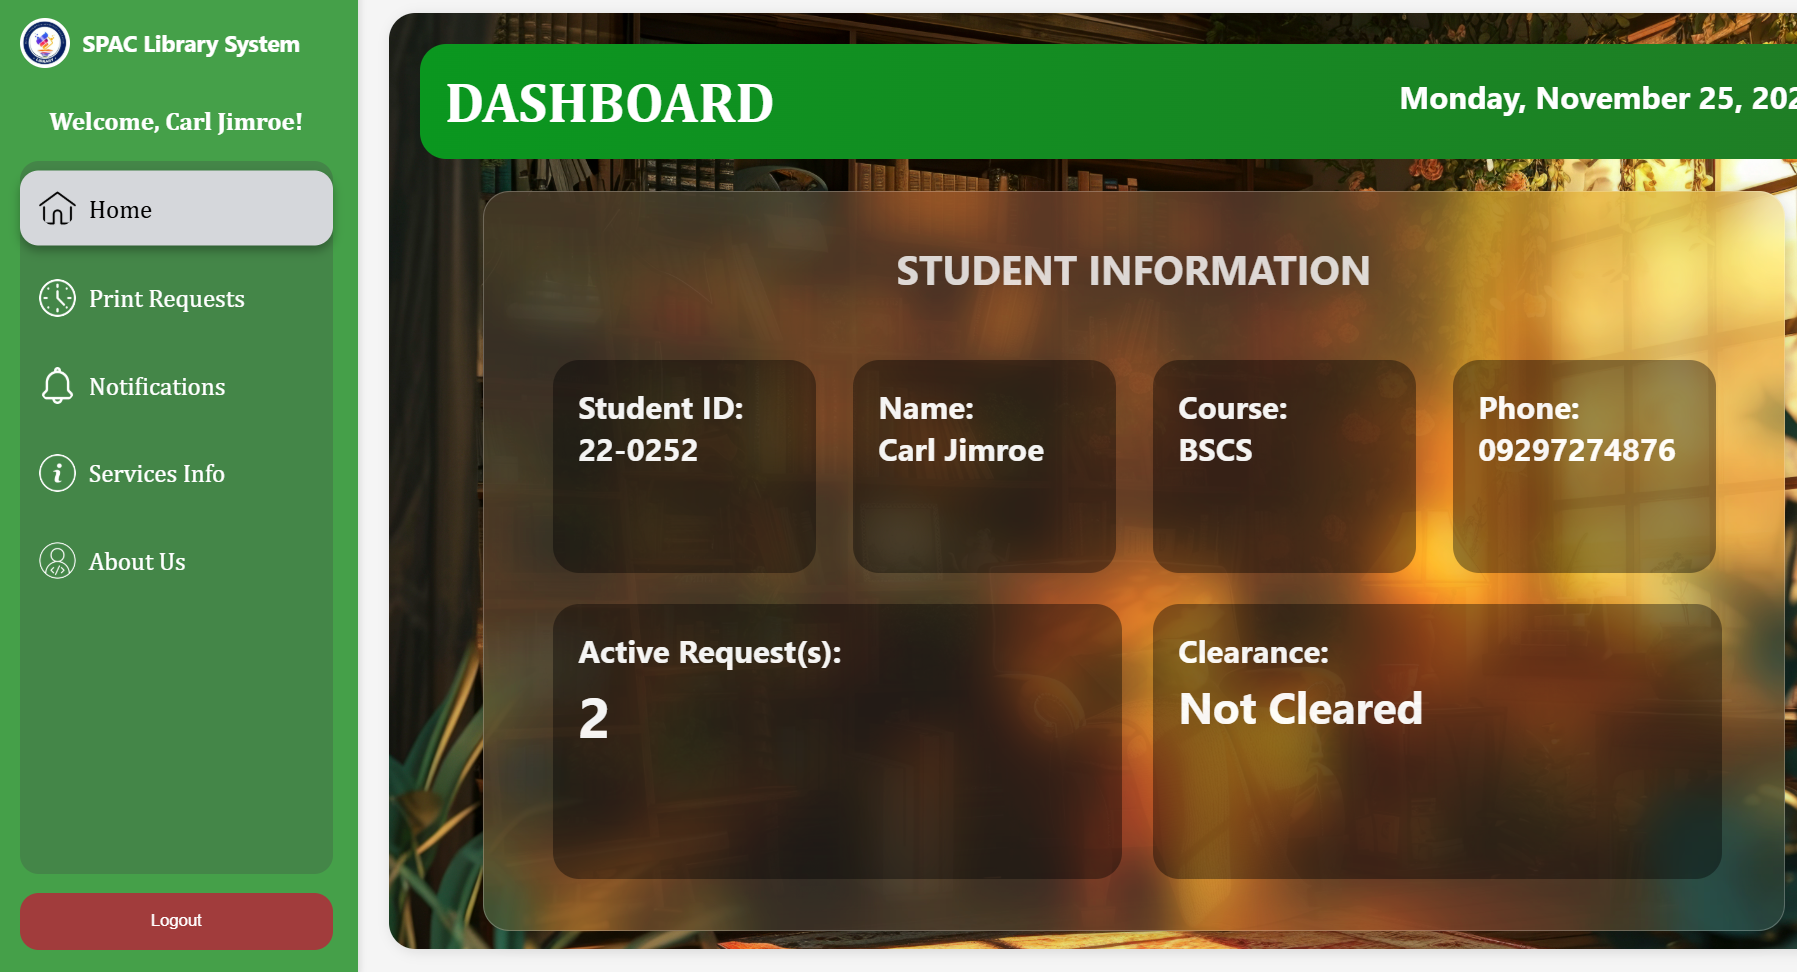 SPAC Library System
Welcome, Carl Jimroe!
Home
Print Requests
Notifications
Services Info
About Us
Logout
DASHBOARD
Monday, November 25, 202
STUDENT INFORMATION
Student ID:
22-0252
Name:
Carl Jimroe
Course:
BSCS
Phone:
09297274876
Active Request(s):
2
Clearance:
Not Cleared